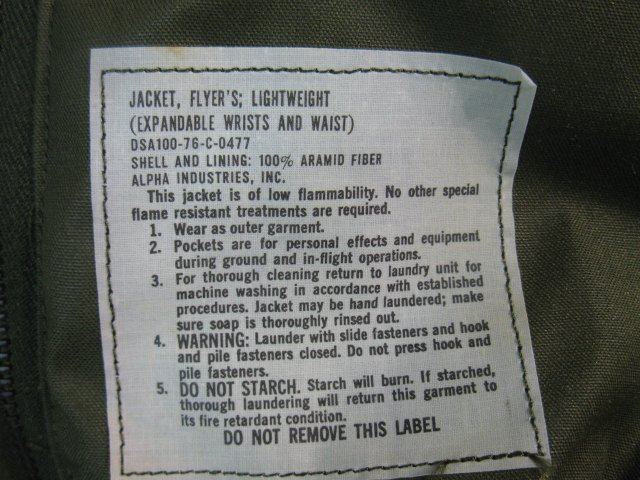 JACKET, FLYER'S; LIGHTWEIGHT
(EXPANDABLE WRISTS AND WAIST)
DSA100-76-C-0477
SHELL AND LINING: 100% ARAMID FIBER
ALPHA INDUSTRIES, INC.
This jacket is of low flammability. No other special
flame resistant treatments are required.
1. Wear as outer garment.
2. Pockets are for personal effects and equipment
during ground and in-flight operations.
3. For thorough cleaning return to laundry unit for
machine washing in accordance with established
procedures. Jacket may be hand laundered; make
sure soap is thoroughly rinsed out.
4. WARNING: Launder with slide fasteners and hook
and pile fasteners closed. Do not press hook and
pile fasteners.
5. DO NOT STARCH. Starch will burn. If starched,
thorough laundering will return this garment to
its fire retardant condition.
DO NOT REMOVE THIS LABEL